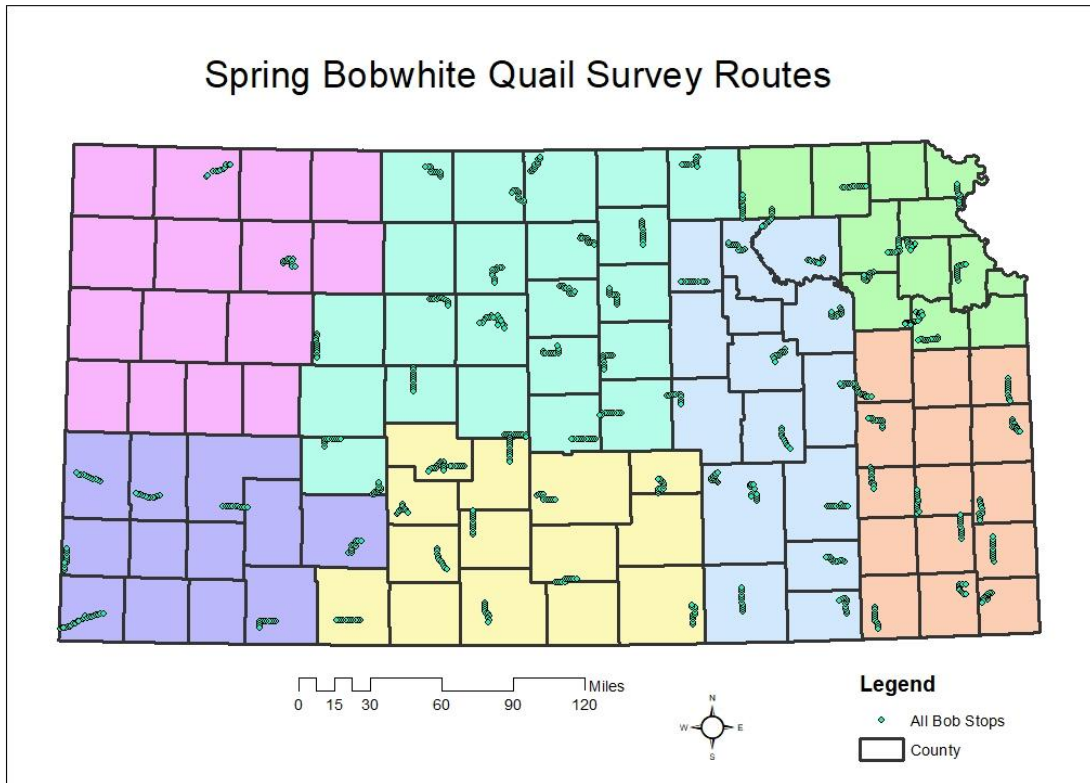 Spring Bobwhite Quail Survey Routes
Miles
0 15 30 60 90 120
N
W E
S
Legend
All Bob Stops
County